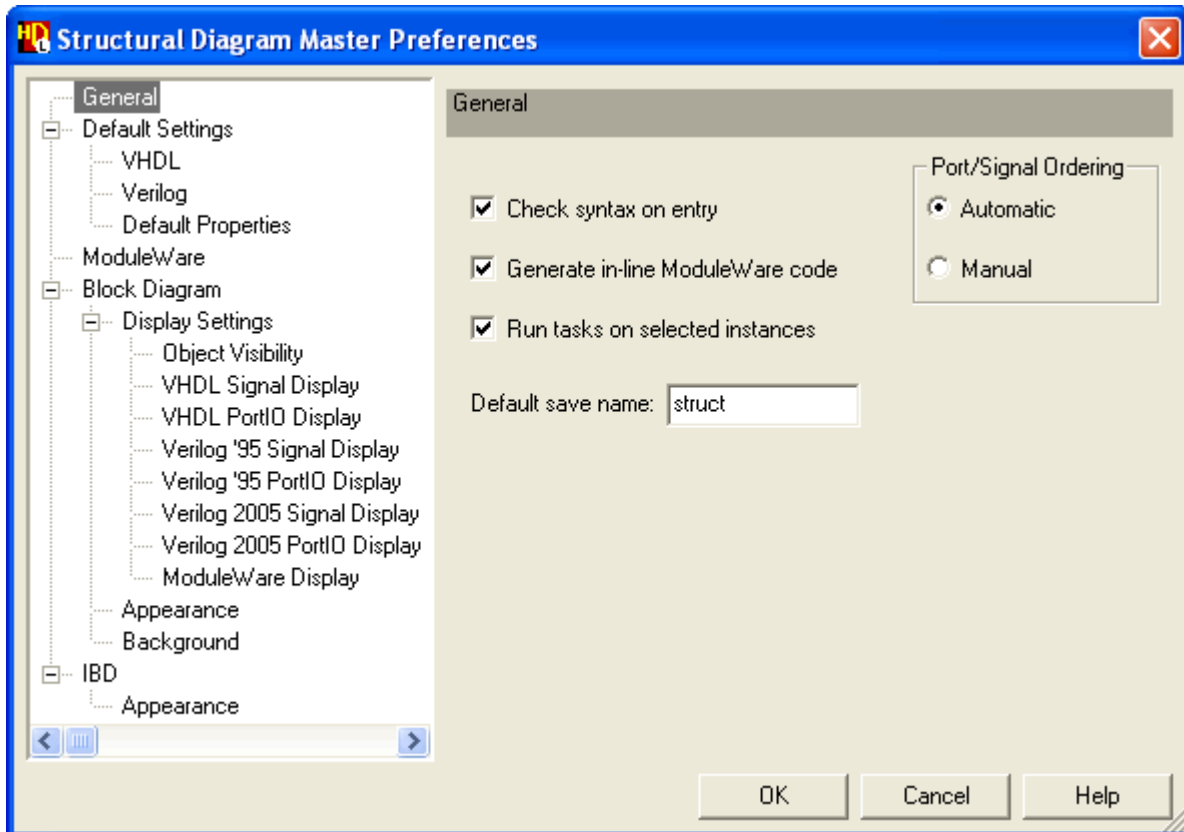 Structural Diagram Master Preferences
General
Default Settings
VHDL
Verilog
Default Properties
ModuleWare
Block Diagram
Display Settings
Object Visibility
VHDL Signal Display
VHDL PortIO Display
Verilog '95 Signal Display
Verilog '95 PortIO Display
Verilog 2005 Signal Display
Verilog 2005 PortIO Display
ModuleWare Display
Appearance
Background
IBD
Appearance
General
Check syntax on entry
Generate in-line ModuleWare code
Run tasks on selected instances
Default save name: struct
Port/Signal Ordering
Automatic
Manual
OK Cancel Help